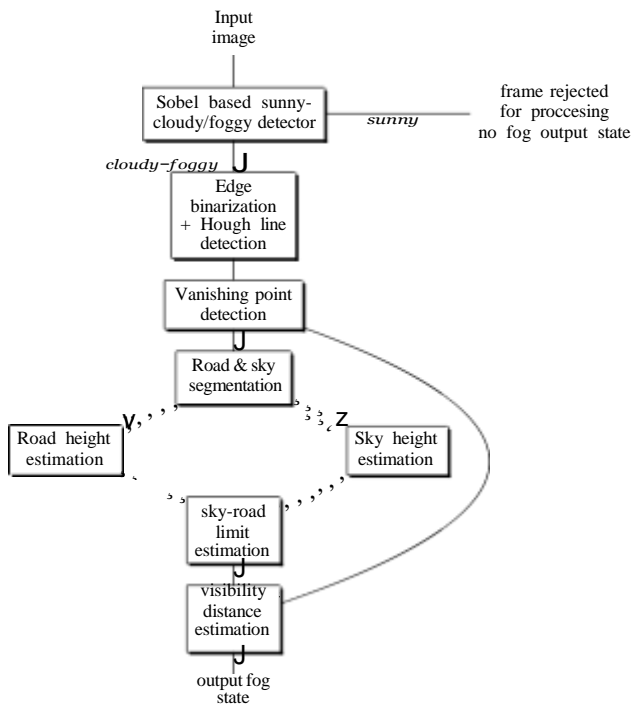 Input
image
Sobel based sunny-
cloudy/foggy detector
sunny
frame rejected
for proccesing
no fog output state
cloudy-foggy
Edge
binarization
+ Hough line
detection
Vanishing point
detection
Road & sky
segmentation
Road height
estimation
Sky height
estimation
sky-road
limit
estimation
visibility
distance
estimation
output fog
state